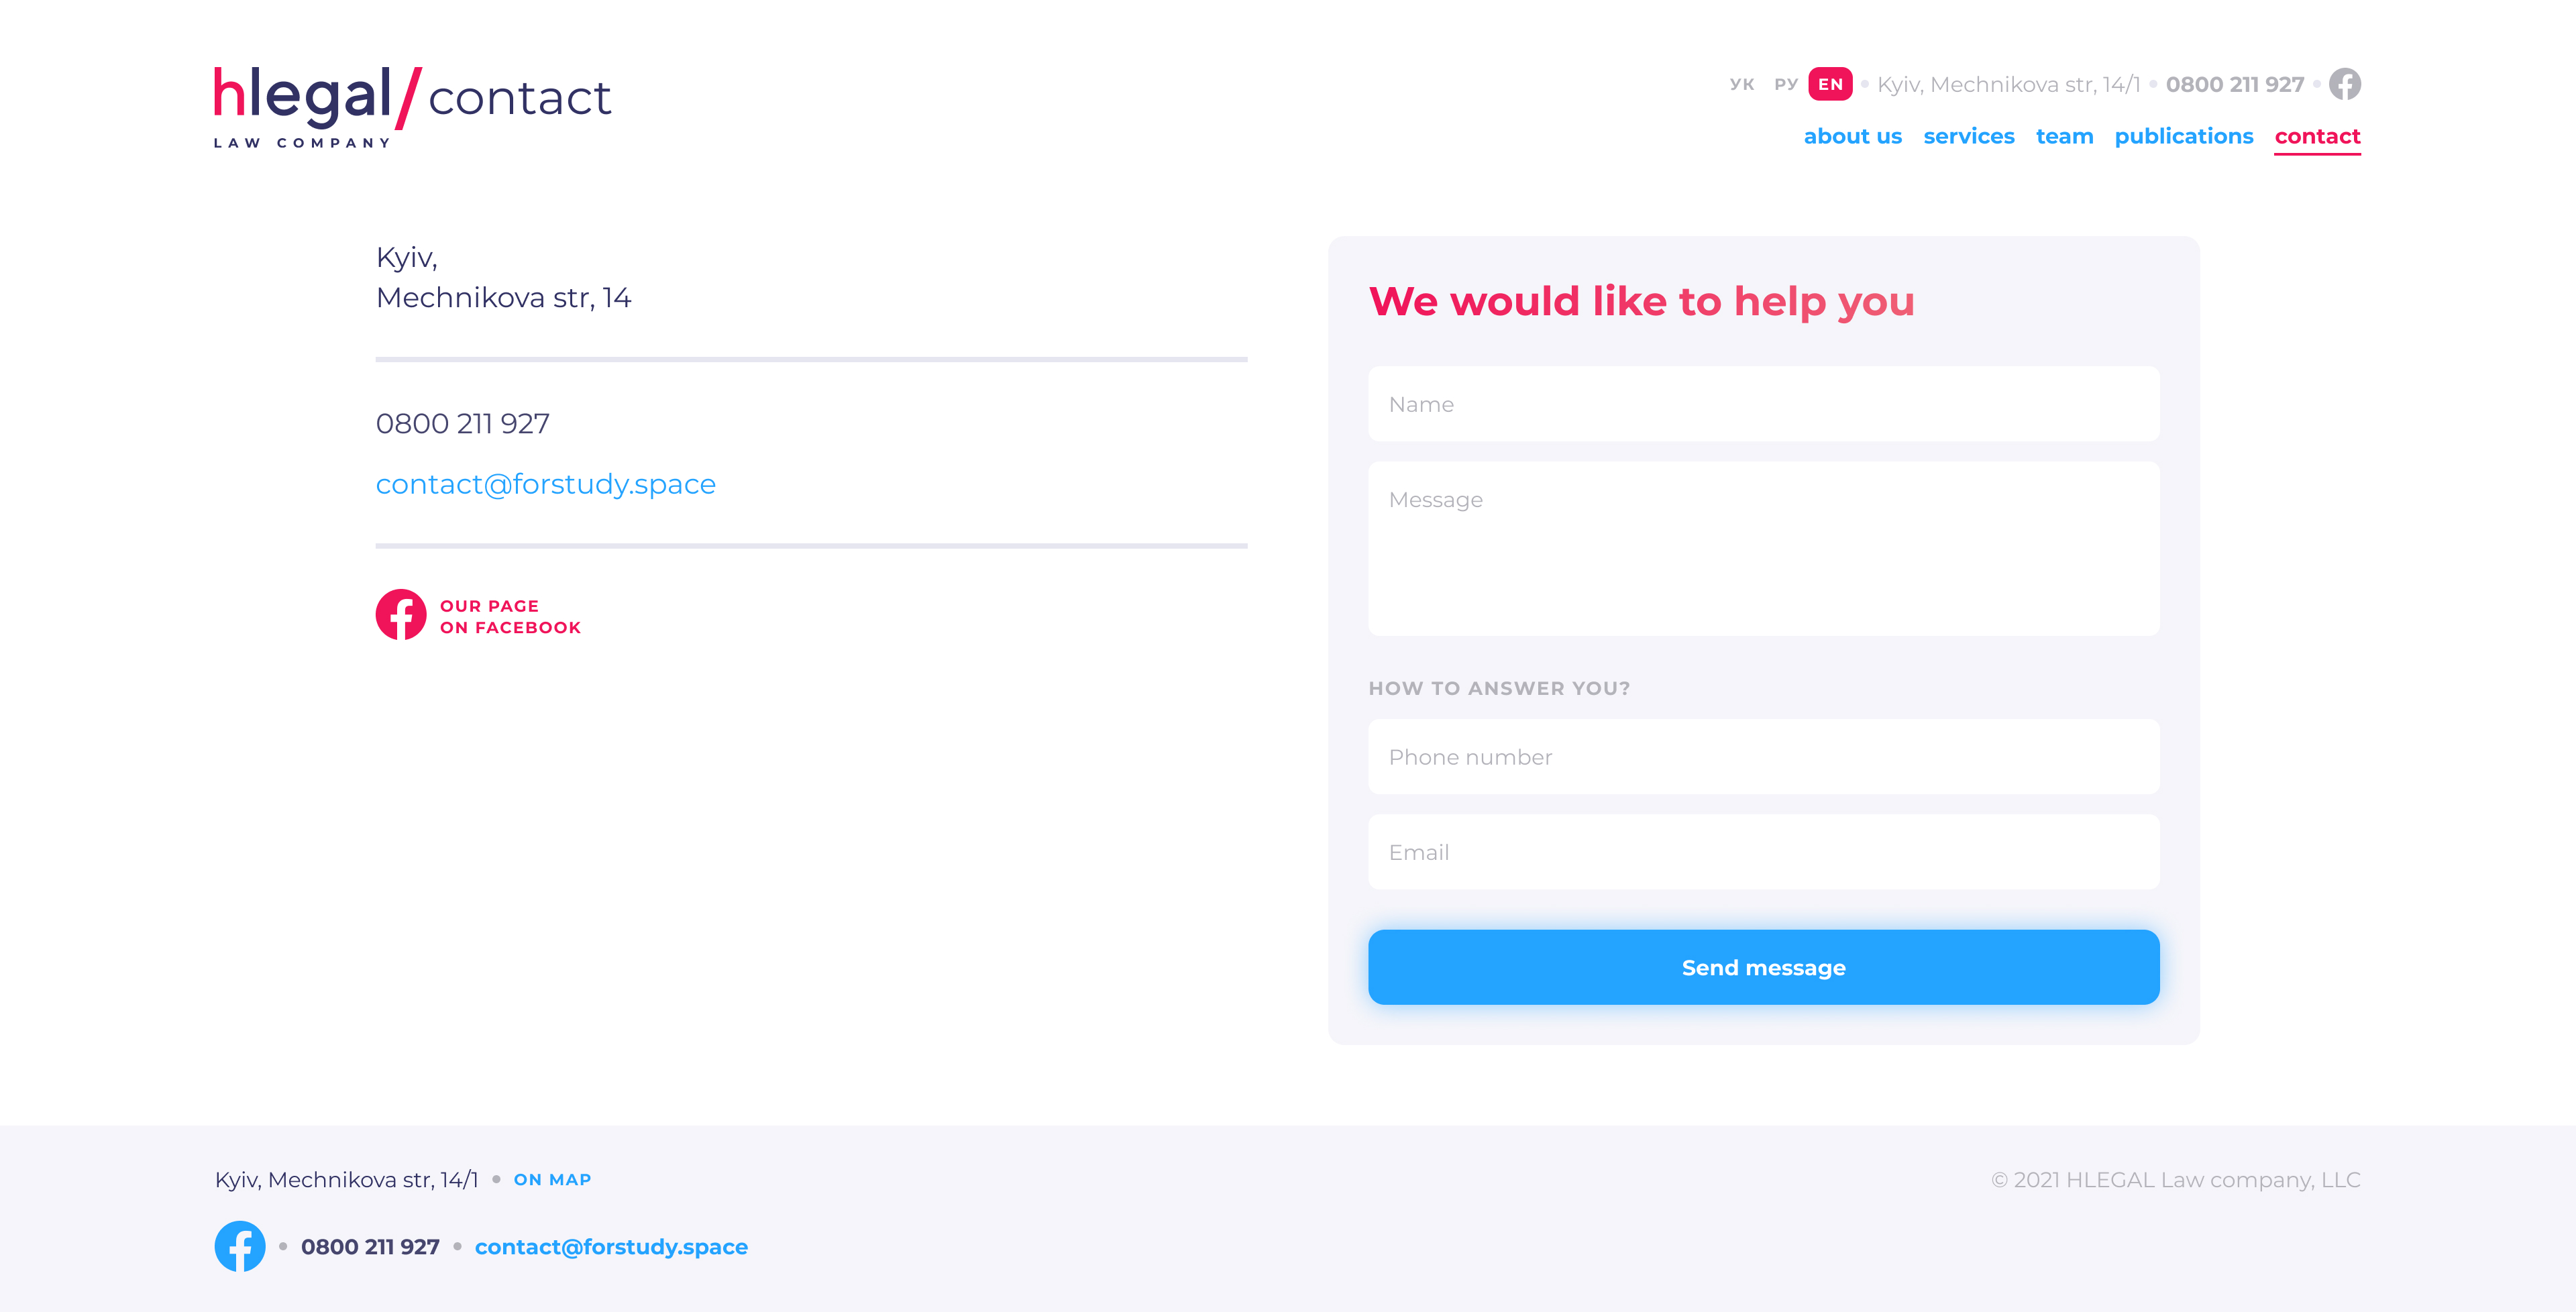 hlegal/contact
LAW COMPANY
УК РУ EN Kyiv, Mechnikova str, 14/1 0800 211 927
about us services team publications contact
Kyiv,
Mechnikova str, 14
0800 211 927
contact@forstudy.space
OUR PAGE
ON FACEBOOK
We would like to help you
Name
Message
HOW TO ANSWER YOU?
Phone number
Email
Send message
Kyiv, Mechnikova str, 14/1 ON MAP
0800 211 927 contact@forstudy.space
© 2021 HLEGAL Law company, LLC